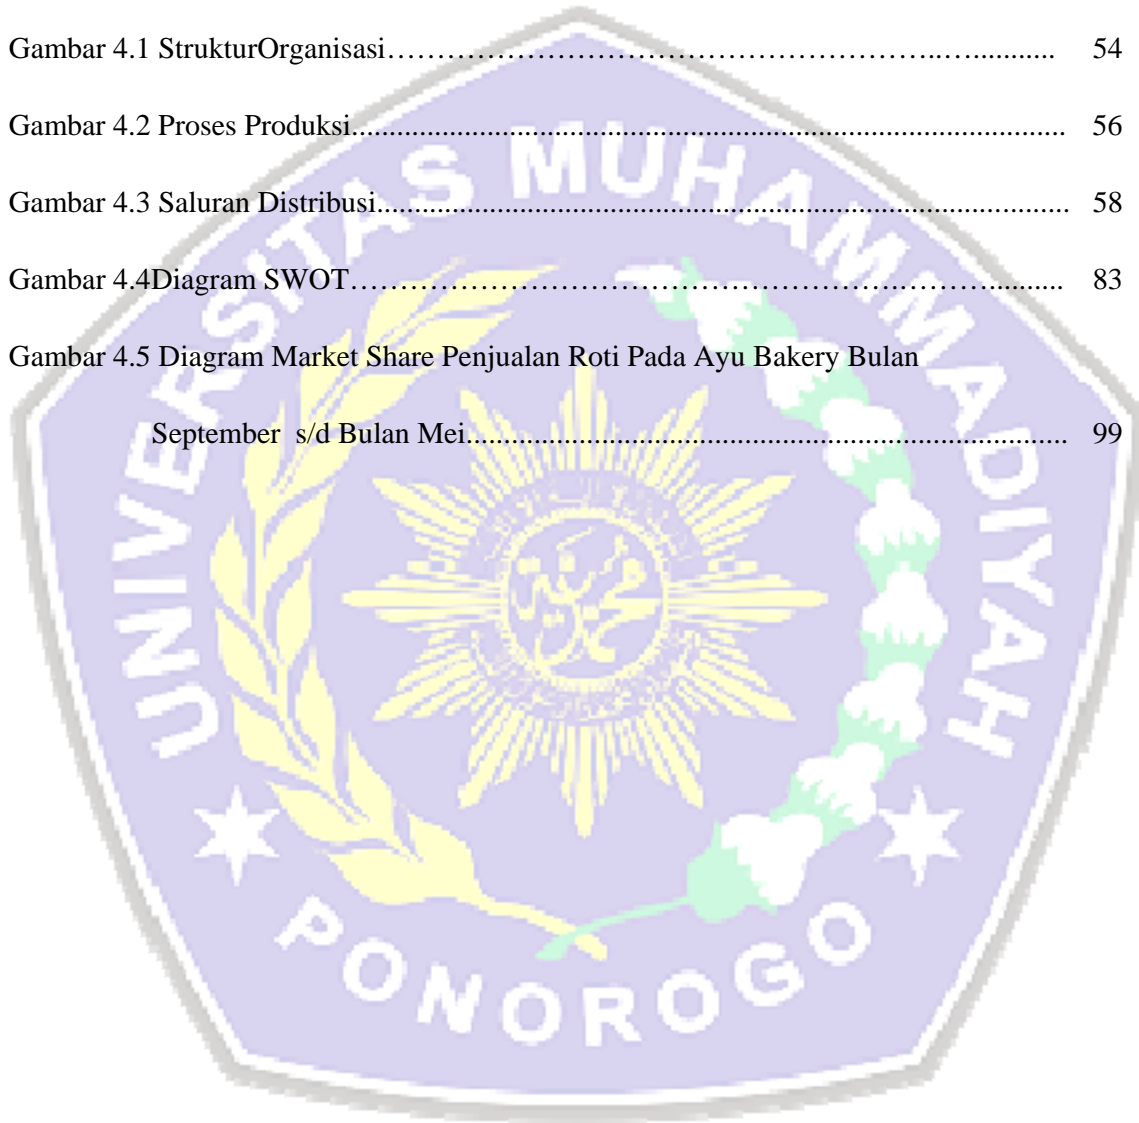 Gambar 4.1 StrukturOrganisasi…………………………………………………..…........... 54
Gambar 4.2 Proses Produksi................................................................................................ 56
Gambar 4.3 Saluran Distribusi............................................................................................. 58
Gambar 4.4Diagram SWOT………………………………………………………….......... 83
Gambar 4.5 Diagram Market Share Penjualan Roti Pada Ayu Bakery Bulan
September s/d Bulan Mei................................................................................. 99
UNIVERSITAS MUHAMMADIYAH
PONOROGO